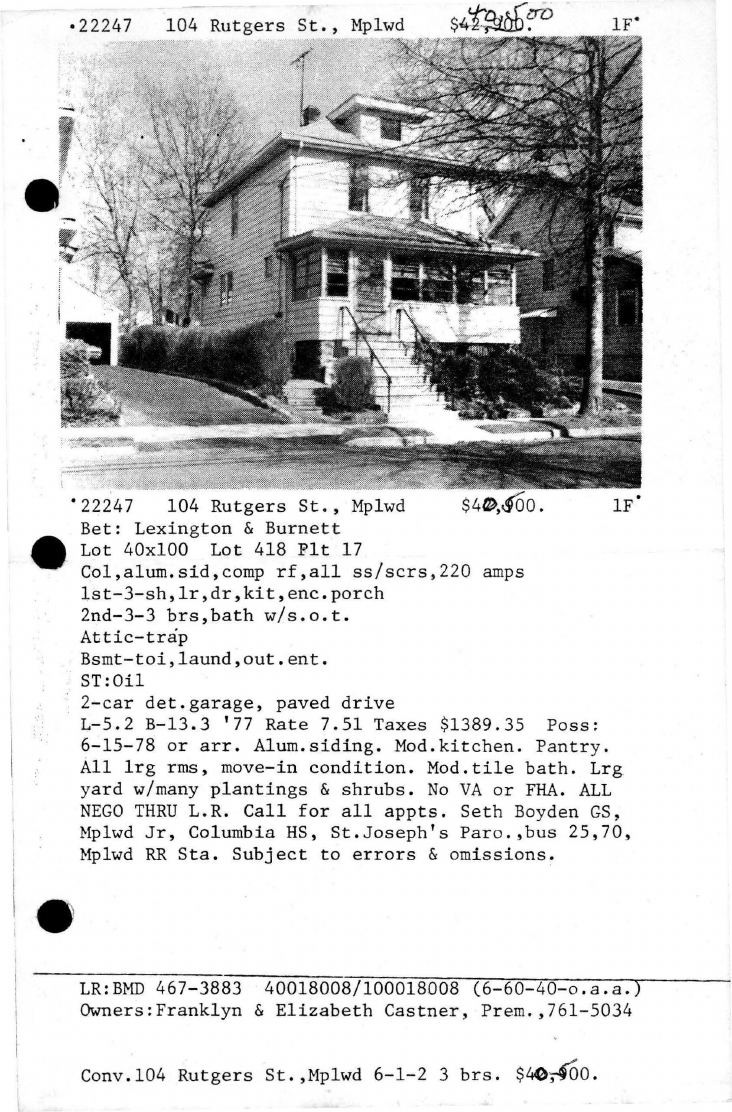 22247 104 Rutgers St., Mplwd $42,900. 40,500 1F
22247 104 Rutgers St., Mplwd $40,500. 1F
Bet: Lexington & Burnett
Lot 40x100 Lot 418 Plt 17
Col,alum.sid,comp rf,all ss/scrs,220 amps
1st-3-sh,lr,dr,kit,enc.porch
2nd-3-3 brs,bath w/s.o.t.
Attic-trap
Bsmt-toi,laund,out.ent.
ST:Oil
2-car det.garage, paved drive
L-5.2 B-13.3 '77 Rate 7.51 Taxes $1389.35 Poss:
6-15-78 or arr. Alum.siding. Mod.kitchen. Pantry.
All lrg rms, move-in condition. Mod.tile bath. Lrg
yard w/many plantings & shrubs. No VA or FHA. ALL
NEGO THRU L.R. Call for all appts. Seth Boyden GS,
Mplwd Jr, Columbia HS, St.Joseph's Paro.,bus 25,70,
Mplwd RR Sta. Subject to errors & omissions.
LR:BMD 467-3883 40018008/100018008 (6-60-40-o.a.a.)
Owners:Franklyn & Elizabeth Castner, Prem.,761-5034
Conv.104 Rutgers St.,Mplwd 6-1-2 3 brs. $40,500.